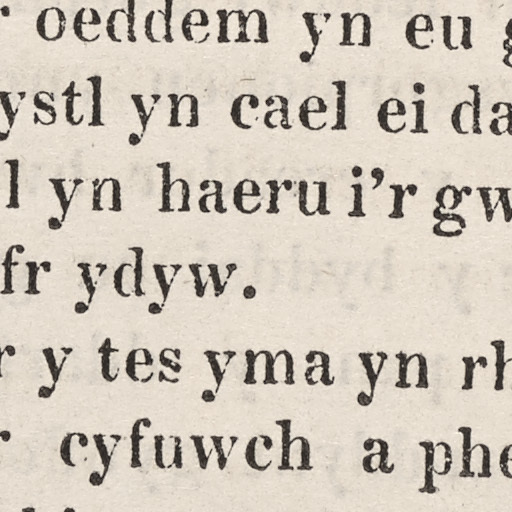 oeddem yn eu
ystl yn cael ei da
l yn haeru i'r gw
fr ydyw.
r y tes yma yn rh
r cyfuwch a phe